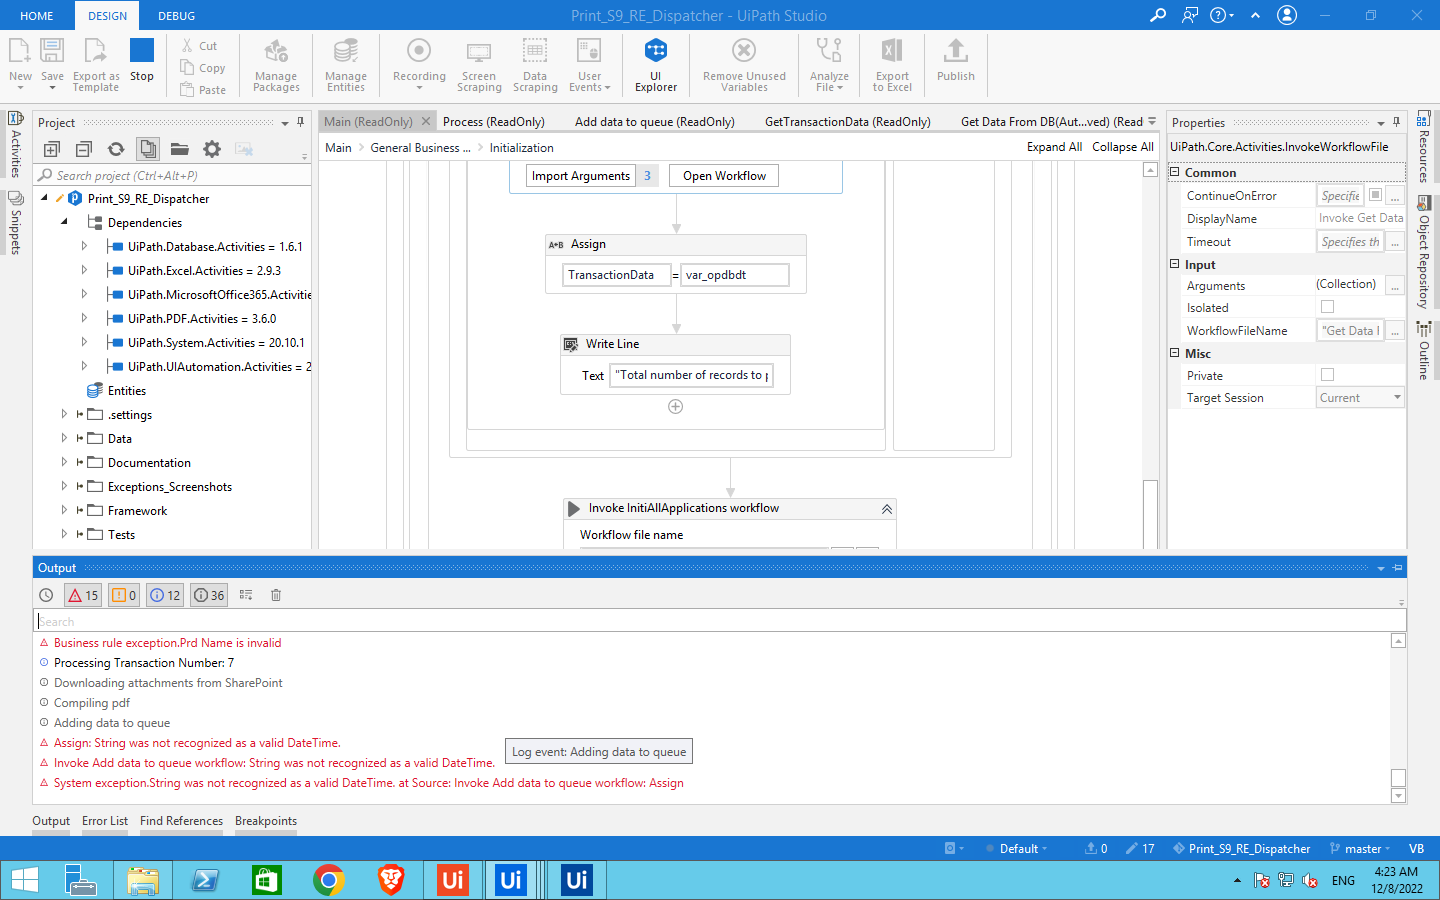 HOME
DESIGN
DEBUG
Print_S9_RE_Dispatcher - UiPath Studio
New
Save
Export as Template
Stop
Cut
Copy
Paste
Manage Packages
Manage Entities
Recording
Screen Scraping
Data Scraping
User Events
UI Explorer
Remove Unused Variables
Analyze File
Export to Excel
Publish
Activities
Snippets
Project
Search project (Ctrl+Alt+P)
Print_S9_RE_Dispatcher
Dependencies
UiPath.Database.Activities = 1.6.1
UiPath.Excel.Activities = 2.9.3
UiPath.MicrosoftOffice365.Activitie
UiPath.PDF.Activities = 3.6.0
UiPath.System.Activities = 20.10.1
UiPath.UIAutomation.Activities = 2
Entities
.settings
Data
Documentation
Exceptions_Screenshots
Framework
Tests
Main (ReadOnly)
Process (ReadOnly)
Add data to queue (ReadOnly)
GetTransactionData (ReadOnly)
Get Data From DB(Aut...ved) (Read
Main > General Business ... > Initialization
Expand All
Collapse All
Import Arguments 3
Open Workflow
A+B Assign
TransactionData = var_opdbdt
Write Line
Text "Total number of records to p
Invoke InitiAllApplications workflow
Workflow file name
Properties
UiPath.Core.Activities.InvokeWorkflowFile
Common
ContinueOnError Specifie ...
DisplayName Invoke Get Data
Timeout Specifies th ...
Input
Arguments (Collection) ...
Isolated
WorkflowFileName "Get Data I ...
Misc
Private
Target Session Current
Resources
Object Repository
Outline
Output
15
0
12
36
Search
Business rule exception.Prd Name is invalid
Processing Transaction Number: 7
Downloading attachments from SharePoint
Compiling pdf
Adding data to queue
Assign: String was not recognized as a valid DateTime.
Invoke Add data to queue workflow: String was not recognized as a valid DateTime.
System exception.String was not recognized as a valid DateTime. at Source: Invoke Add data to queue workflow: Assign
Log event: Adding data to queue
Output
Error List
Find References
Breakpoints
Default
0
17
Print_S9_RE_Dispatcher
master
VB
Ui
Ui
Ui
ENG
4:23 AM
12/8/2022